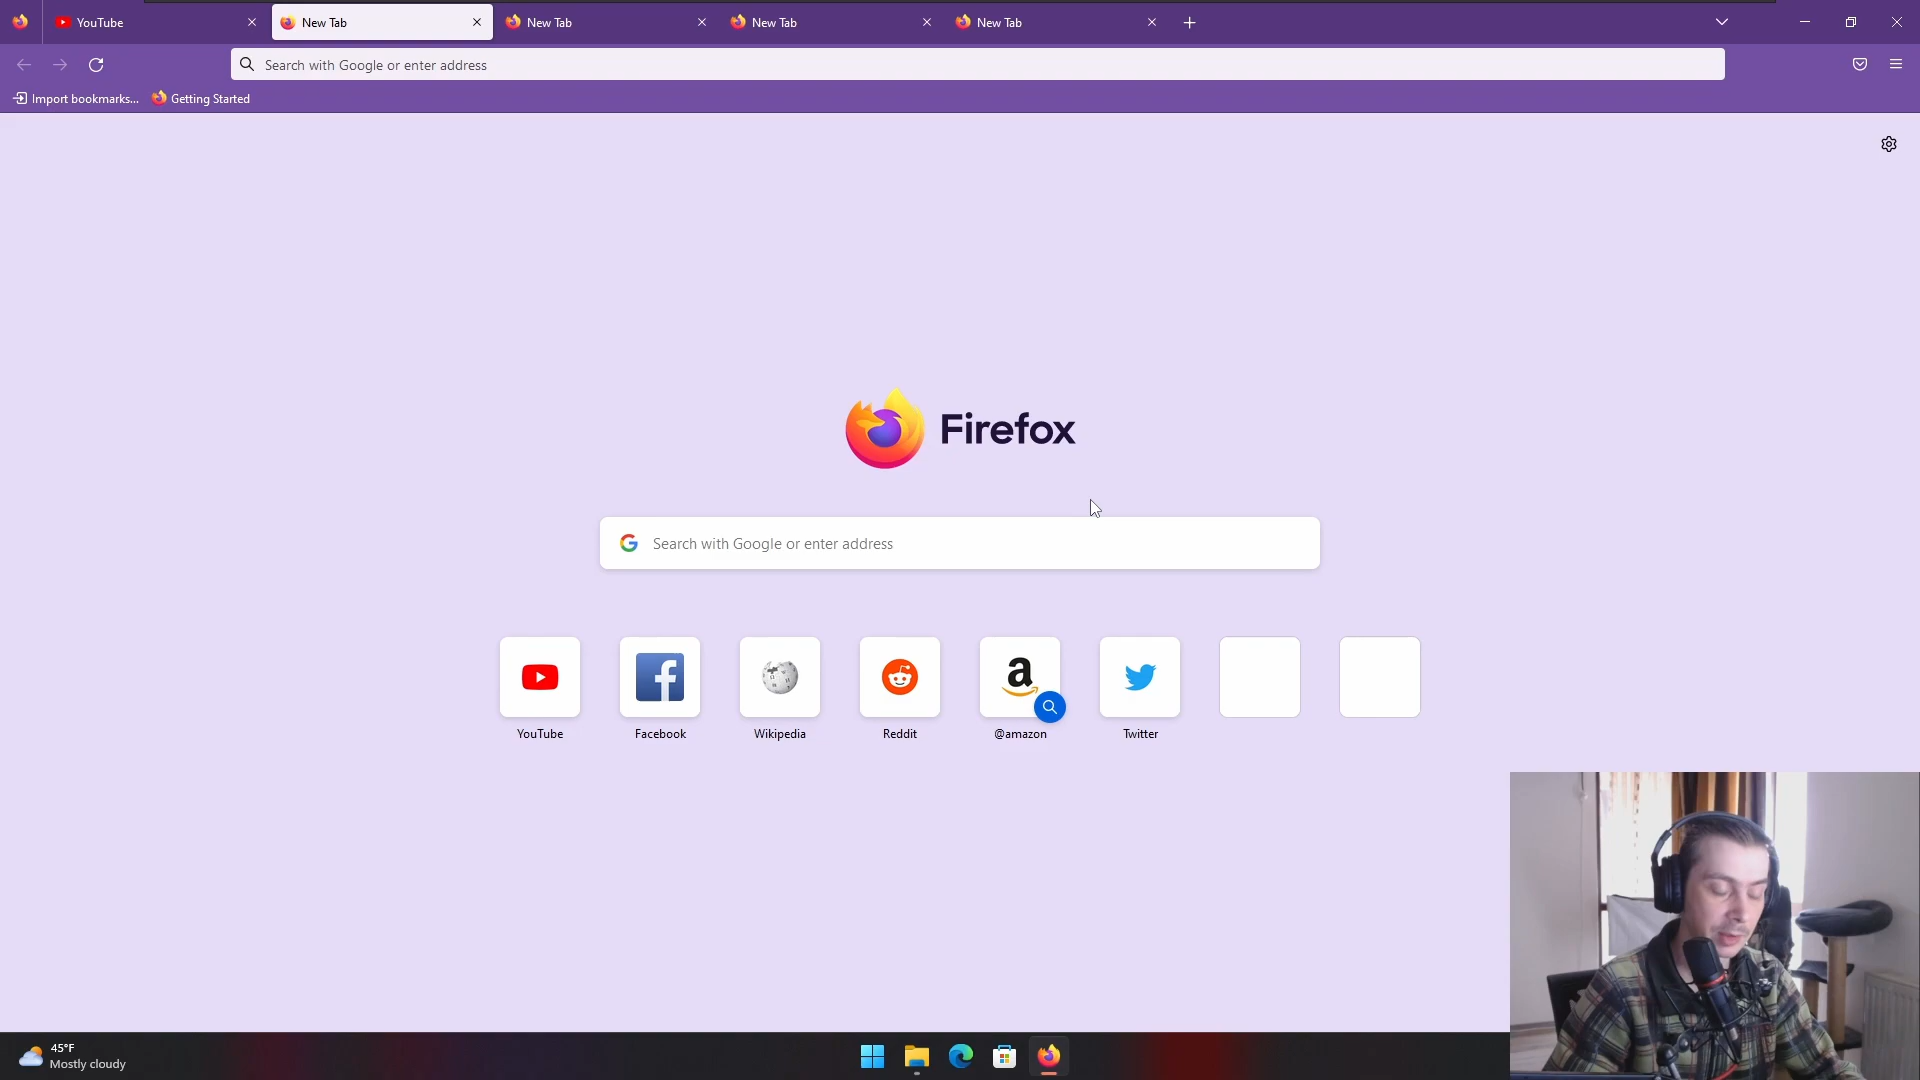 YouTube
New Tab
New Tab
New Tab
New Tab
Search with Google or enter address
Import bookmarks...
Getting Started
Firefox
Search with Google or enter address
YouTube
Facebook
Wikipedia
Reddit
@amazon
Twitter
45°F
Mostly cloudy